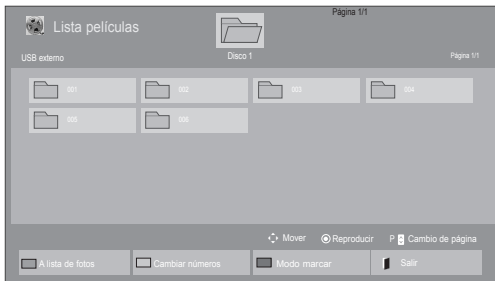 Página 1/1
Lista películas
USB externo
Disco 1
Página 1/1
001
002
003
004
005
006
Mover
Reproducir
P Cambio de página
A lista de fotos
Cambiar números
Modo marcar
Salir